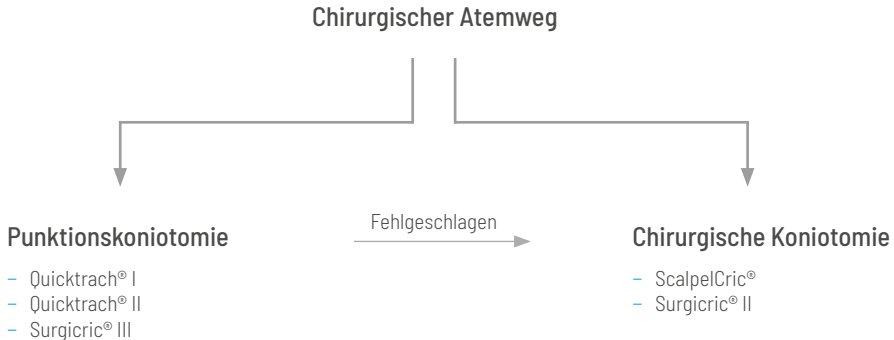 Chirurgischer Atemweg
Fehlgeschlagen
Punktionskoniotomie
– Quicktrach® I
– Quicktrach® II
– Surgicric® III
Chirurgische Koniotomie
– ScalpelCric®
– Surgicric® II